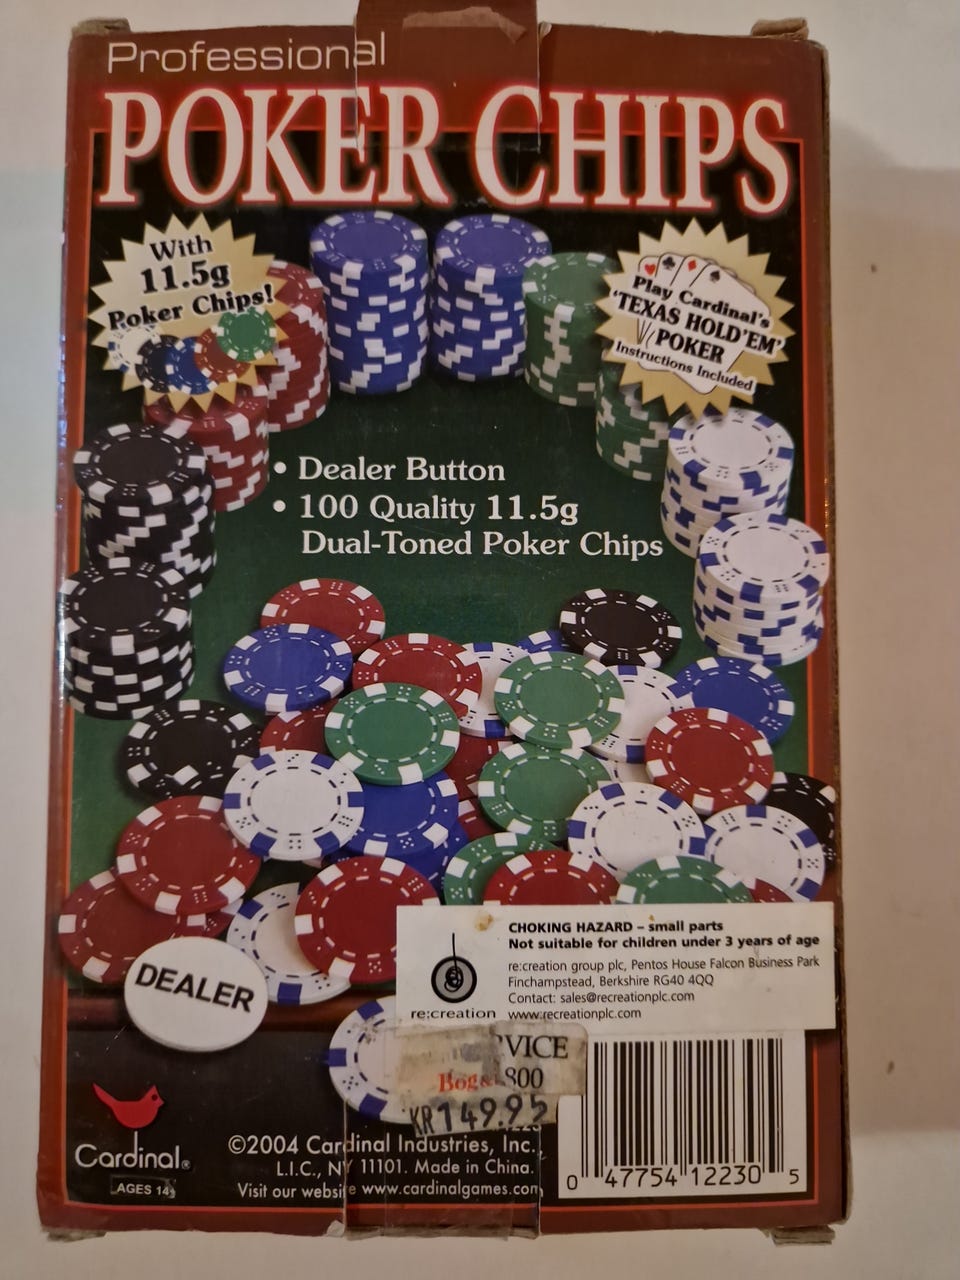 Professional
POKER CHIPS
With
11.5g
Poker Chips!
Play Cardinal's
'TEXAS HOLD'EM'
POKER
Instructions Included
• Dealer Button
• 100 Quality 11.5g
Dual-Toned Poker Chips
CHOKING HAZARD – small parts
Not suitable for children under 3 years of age
re:creation group plc, Pentos House Falcon Business Park
Finchampstead, Berkshire RG40 4QQ
Contact: sales@recreationplc.com
www.recreationplc.com
re:creation
DEALER
VICE
Bog & 800
KR149.95
Cardinal®
AGES 14
©2004 Cardinal Industries, Inc.,
L.I.C., NY 11101. Made in China.
Visit our website www.cardinalgames.com
0 47754 12230 5